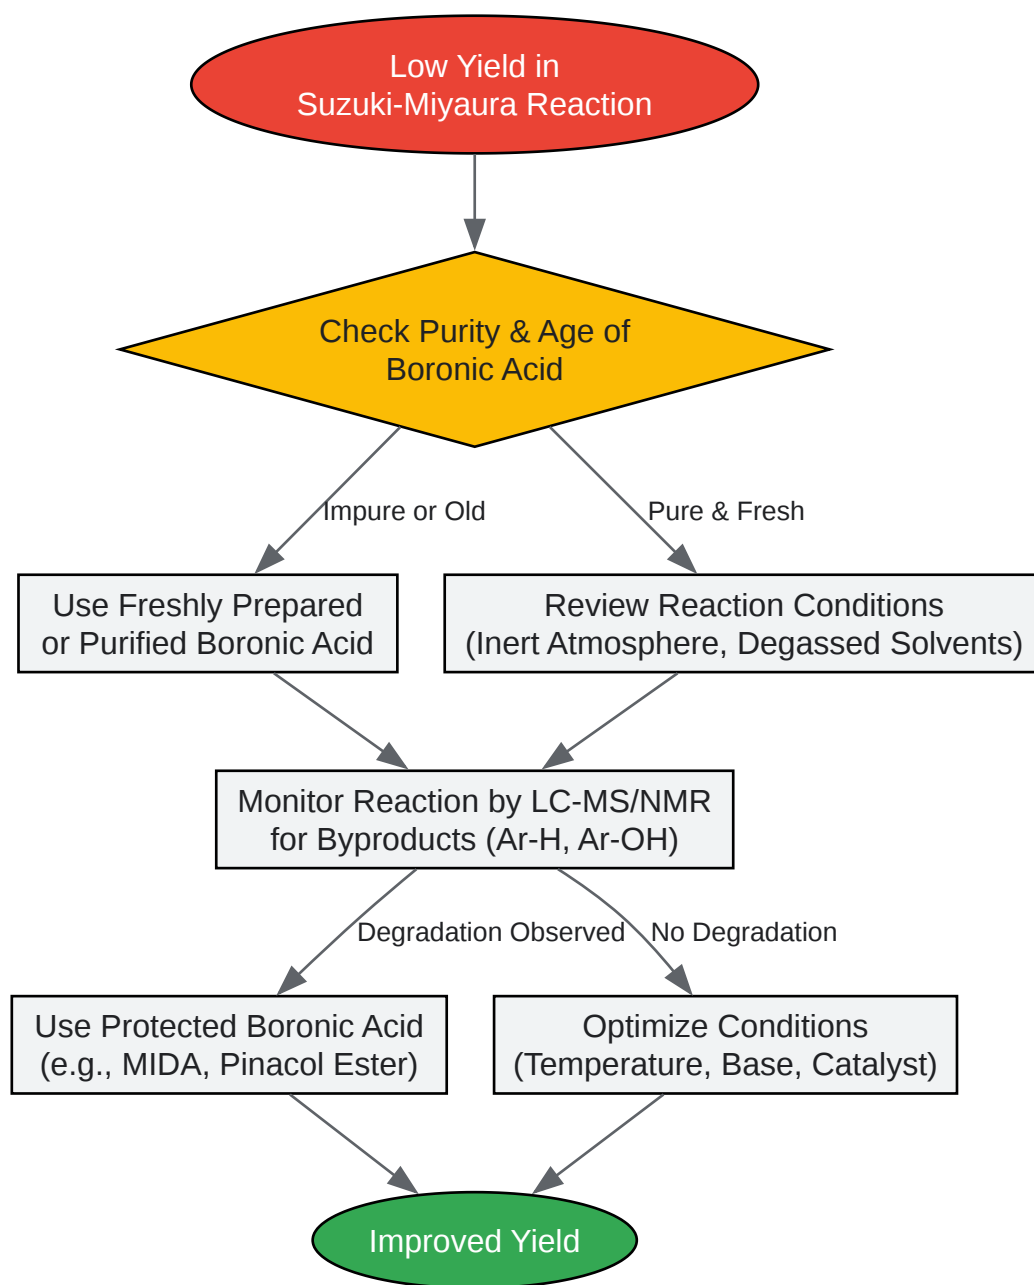 Low Yield in
Suzuki-Miyaura Reaction
Check Purity & Age of
Boronic Acid
Impure or Old
Pure & Fresh
Use Freshly Prepared
or Purified Boronic Acid
Review Reaction Conditions
(Inert Atmosphere, Degassed Solvents)
Monitor Reaction by LC-MS/NMR
for Byproducts (Ar-H, Ar-OH)
Degradation Observed
No Degradation
Use Protected Boronic Acid
(e.g., MIDA, Pinacol Ester)
Optimize Conditions
(Temperature, Base, Catalyst)
Improved Yield